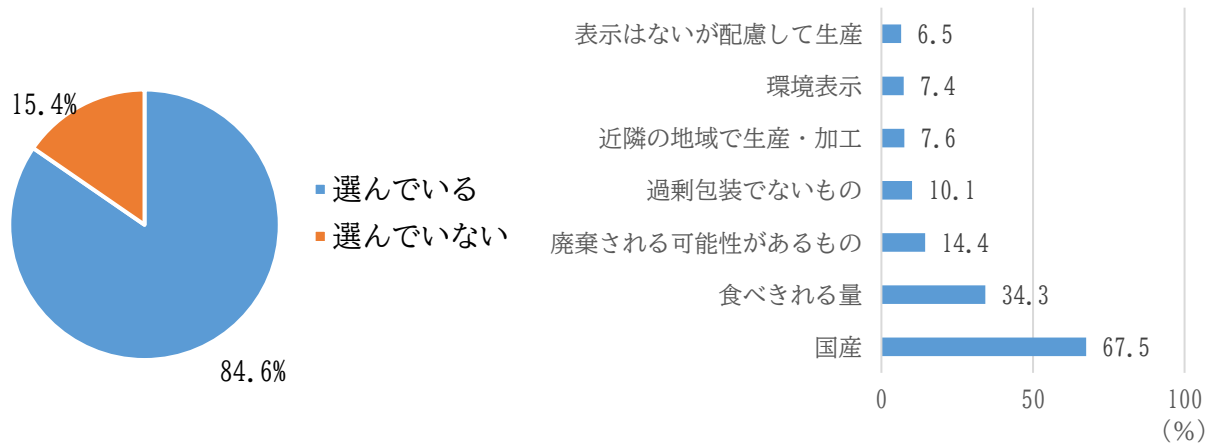 15.4%
84.6%
選んでいる
選んでいない
表示はないが配慮して生産 6.5
環境表示 7.4
近隣の地域で生産・加工 7.6
過剰包装でないもの 10.1
廃棄される可能性があるもの 14.4
食べきれる量 34.3
国産 67.5
0 50 100
(%)